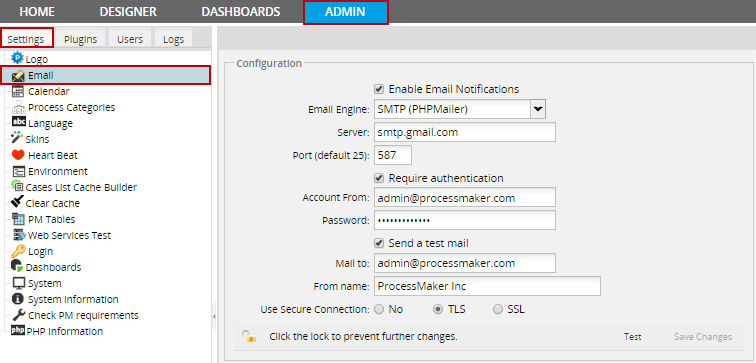 HOME DESIGNER DASHBOARDS ADMIN
Settings Plugins Users Logs
Logo
Email
Calendar
Process Categories
abc Language
Skins
Heart Beat
Environment
Cases List Cache Builder
Clear Cache
PM Tables
Web Services Test
Login
Dashboards
System
System information
Check PM requirements
php PHP information
Configuration
Enable Email Notifications
Email Engine: SMTP (PHPMailer)
Server: smtp.gmail.com
Port (default 25): 587
Require authentication
Account From: admin@processmaker.com
Password: •••••••••••••
Send a test mail
Mail to: admin@processmaker.com
From name: ProcessMaker Inc
Use Secure Connection: No TLS SSL
Click the lock to prevent further changes. Test Save Changes